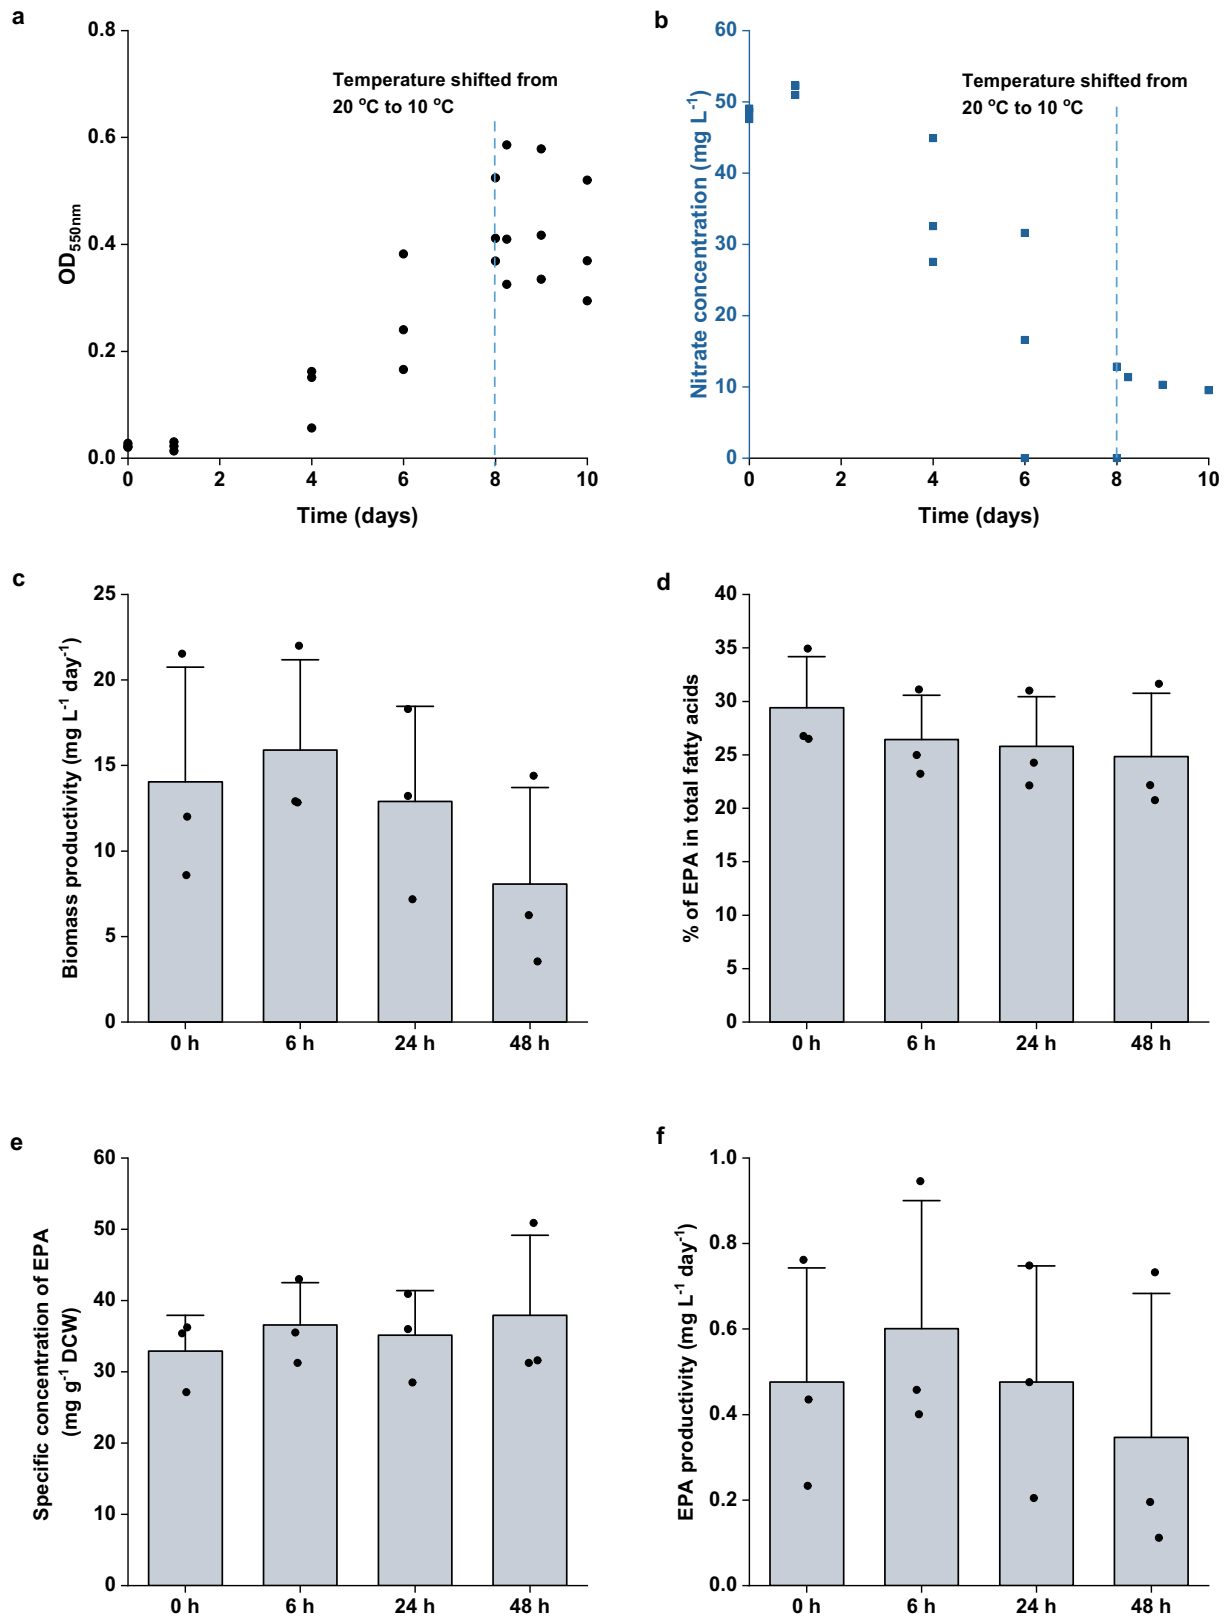 a
0.8
0.6
0.4
0.2
0.0
OD550nm
Temperature shifted from
20 °C to 10 °C
0 2 4 6 8 10
Time (days)
b
60
50
40
30
20
10
0
Nitrate concentration (mg L-1)
Temperature shifted from
20 °C to 10 °C
0 2 4 6 8 10
Time (days)
c
25
20
15
10
5
0
Biomass productivity (mg L-1 day-1)
0 h 6 h 24 h 48 h
d
40
35
30
25
20
15
10
5
0
% of EPA in total fatty acids
0 h 6 h 24 h 48 h
e
60
50
40
30
20
10
0
Specific concentration of EPA
(mg g-1 DCW)
0 h 6 h 24 h 48 h
f
1.0
0.8
0.6
0.4
0.2
0.0
EPA productivity (mg L-1 day-1)
0 h 6 h 24 h 48 h